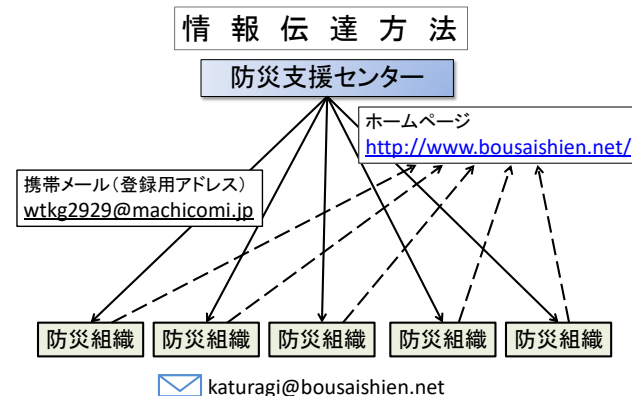 情報伝達方法
防災支援センター
ホームページ
http://www.bousaishien.net/
携帯メール(登録用アドレス)
wtkg2929@machicomi.jp
防災組織 防災組織 防災組織 防災組織 防災組織
katuragi@bousaishien.net